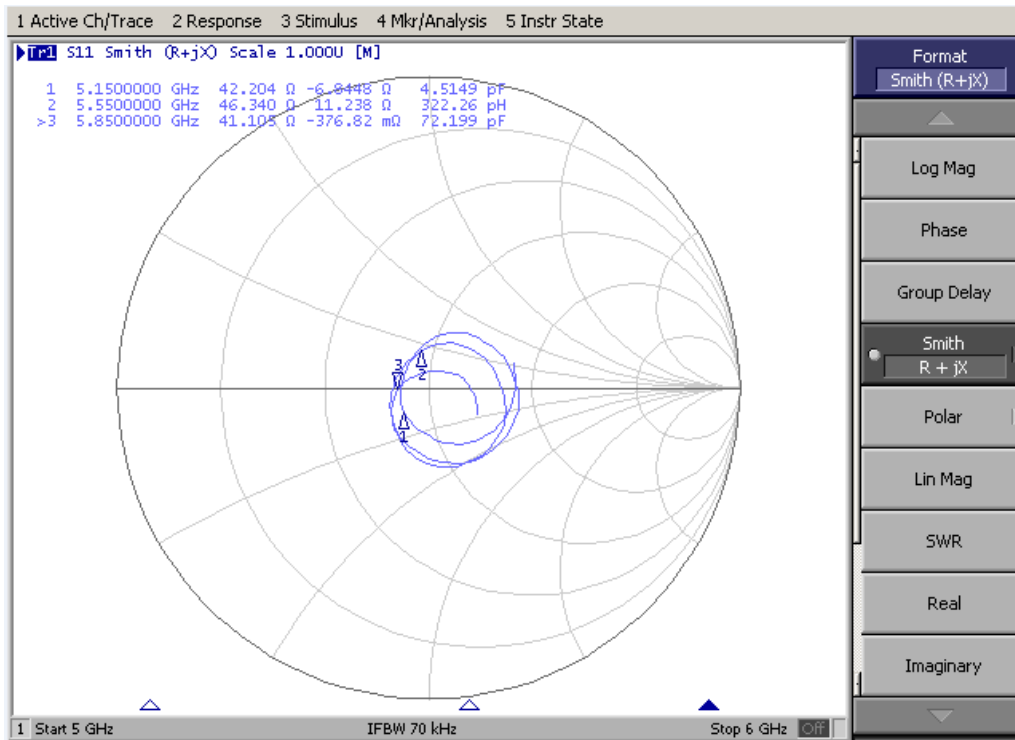 1 Active Ch/Trace 2 Response 3 Stimulus 4 Mkr/Analysis 5 Instr State
Tr1 S11 Smith (R+jX) Scale 1.000U [M]
1 5.1500000 GHz 42.204 Ω -6.8448 Ω 4.5149 pF
2 5.5500000 GHz 46.340 Ω 11.238 Ω 322.26 pH
>3 5.8500000 GHz 41.105 Ω -376.82 mΩ 72.199 pF
3
2
1
Format
Smith (R+jX)
Log Mag
Phase
Group Delay
Smith
R + jX
Polar
Lin Mag
SWR
Real
Imaginary
1 Start 5 GHz IFBW 70 kHz Stop 6 GHz Off